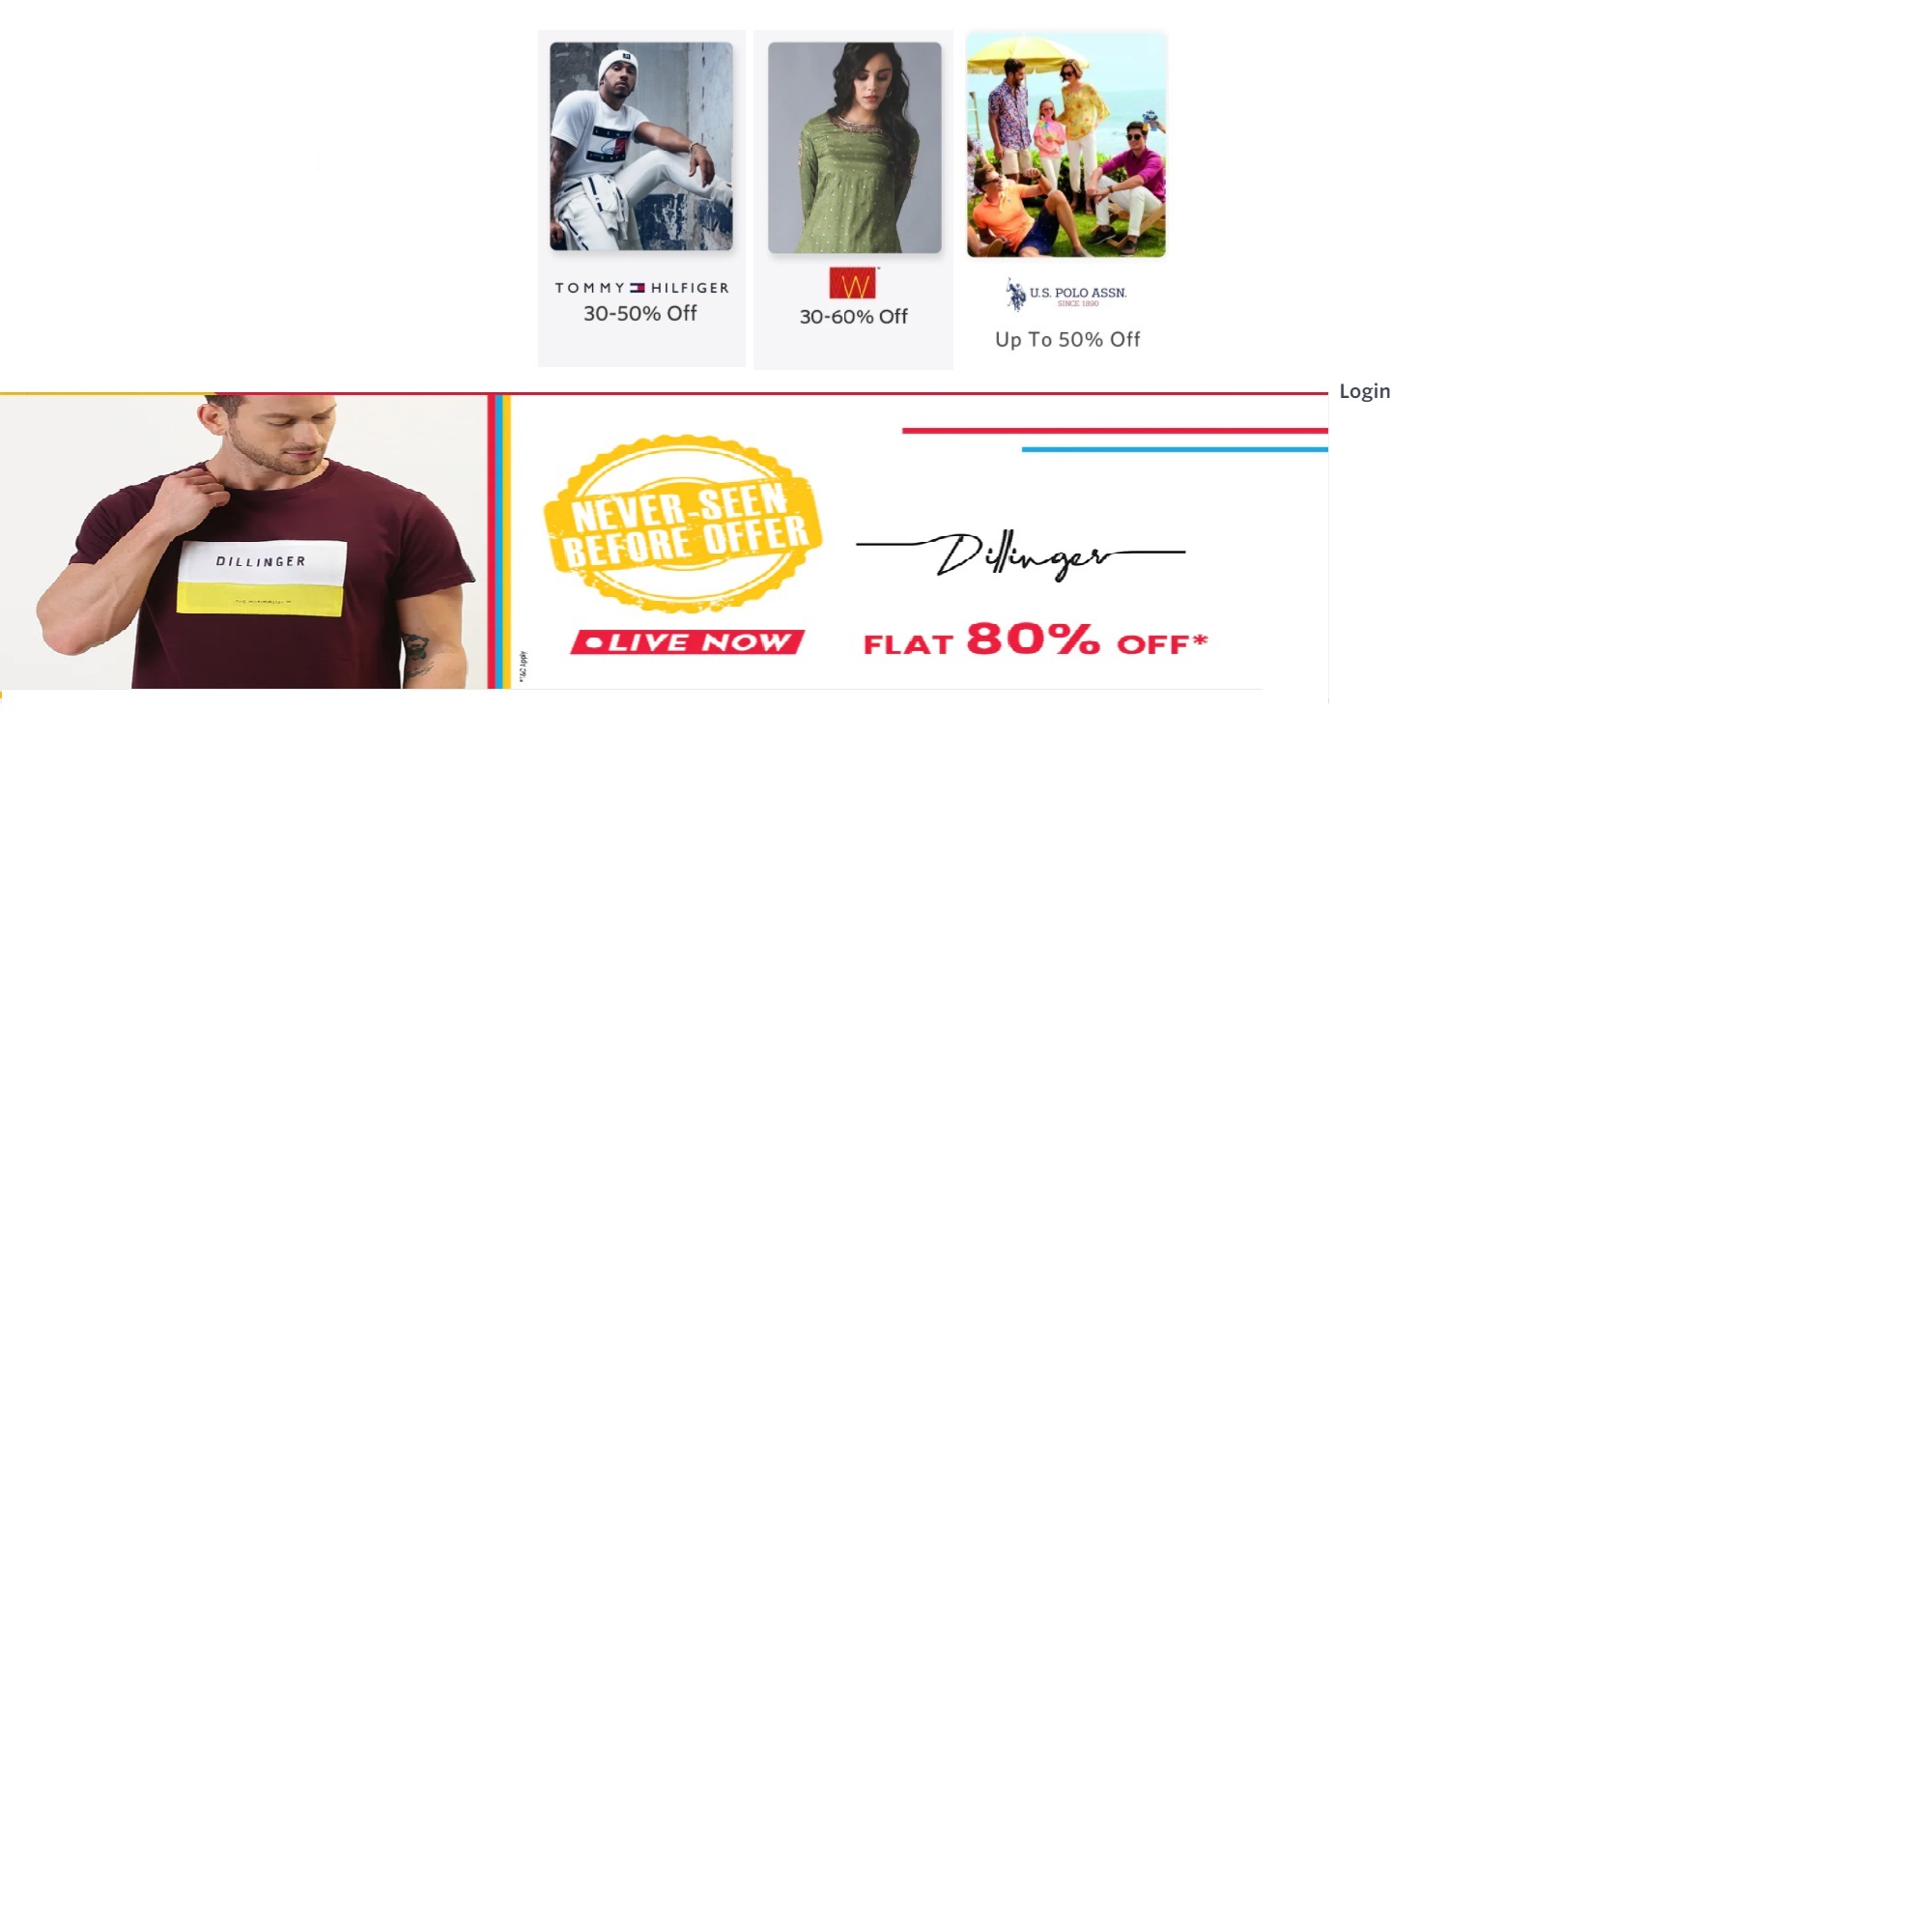 TOMMY HILFIGER
30-50% Off
W
30-60% Off
U.S. POLO ASSN.
SINCE 1890
Up To 50% Off
Login
DILLINGER
NEVER-SEEN
BEFORE OFFER
LIVE NOW
*T&C Apply
Dillinger
FLAT 80% OFF*